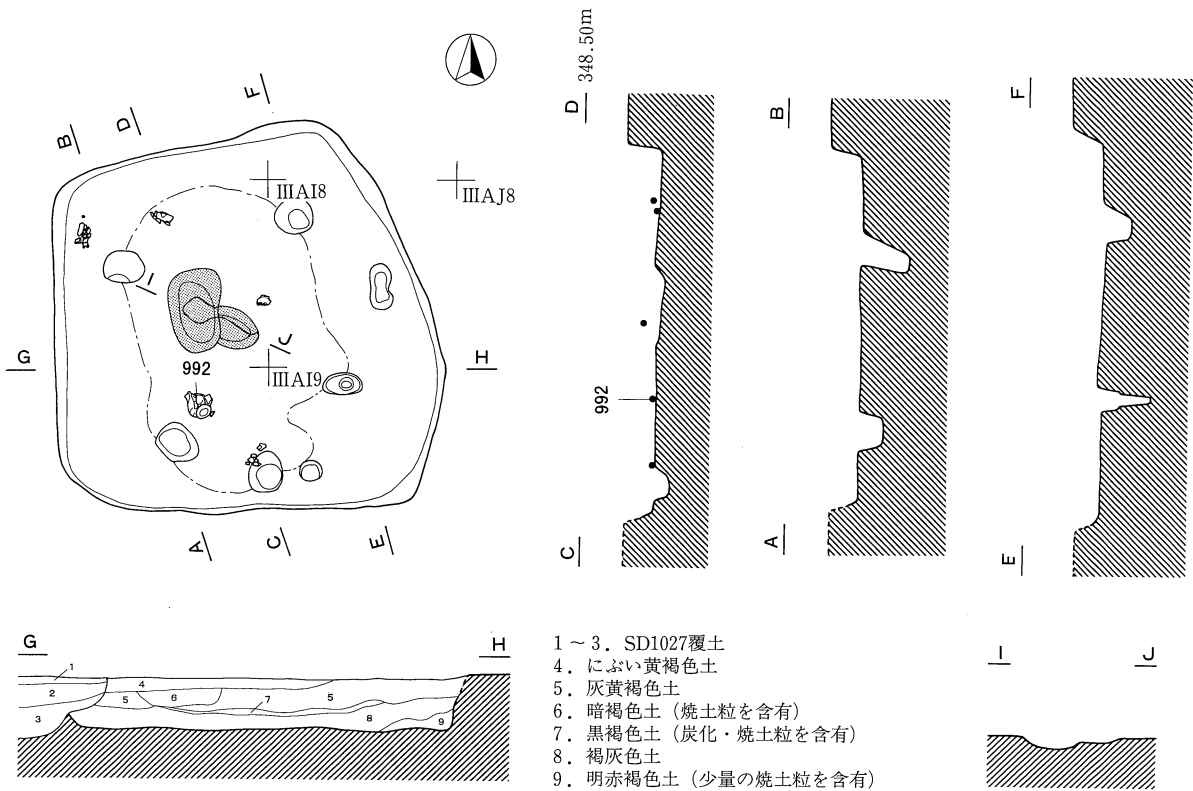 348.50m
B
D
F
D
B
F
ⅢAI8
ⅢAJ8
I
J
G
H
992
ⅢAI9
992
A
C
E
C
A
E
G
H
1
2
3
4
5
6
7
5
8
9
1～3．SD1027覆土
4．にぶい黄褐色土
5．灰黄褐色土
6．暗褐色土（焼土粒を含有）
7．黒褐色土（炭化・焼土粒を含有）
8．褐灰色土
9．明赤褐色土（少量の焼土粒を含有）
I
J